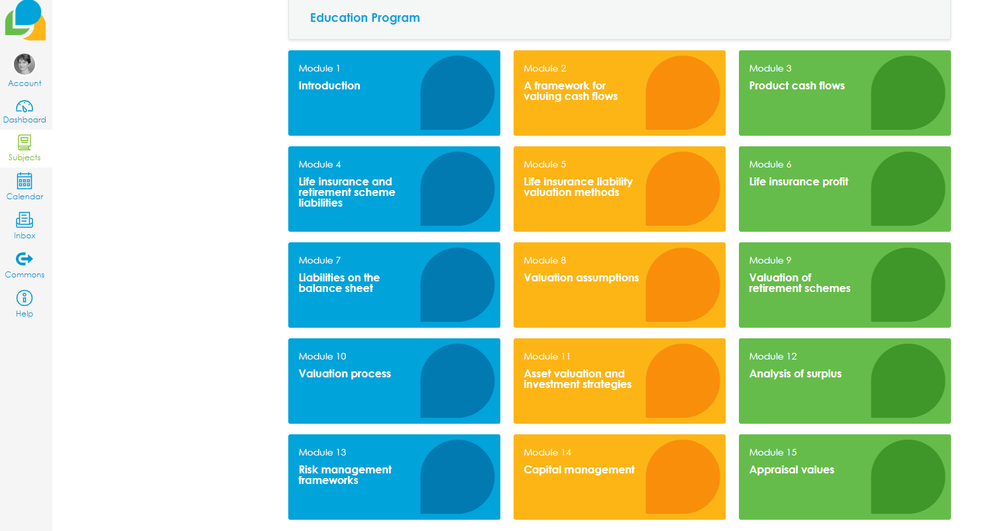 Education Program
Account
Dashboard
Subjects
Calendar
Inbox
Commons
Help
Module 1
Introduction
Module 2
A framework for
valuing cash flows
Module 3
Product cash flows
Module 4
Life insurance and
retirement scheme
liabilities
Module 5
Life insurance liability
valuation methods
Module 6
Life insurance profit
Module 7
Liabilities on the
balance sheet
Module 8
Valuation assumptions
Module 9
Valuation of
retirement schemes
Module 10
Valuation process
Module 11
Asset valuation and
investment strategies
Module 12
Analysis of surplus
Module 13
Risk management
frameworks
Module 14
Capital management
Module 15
Appraisal values